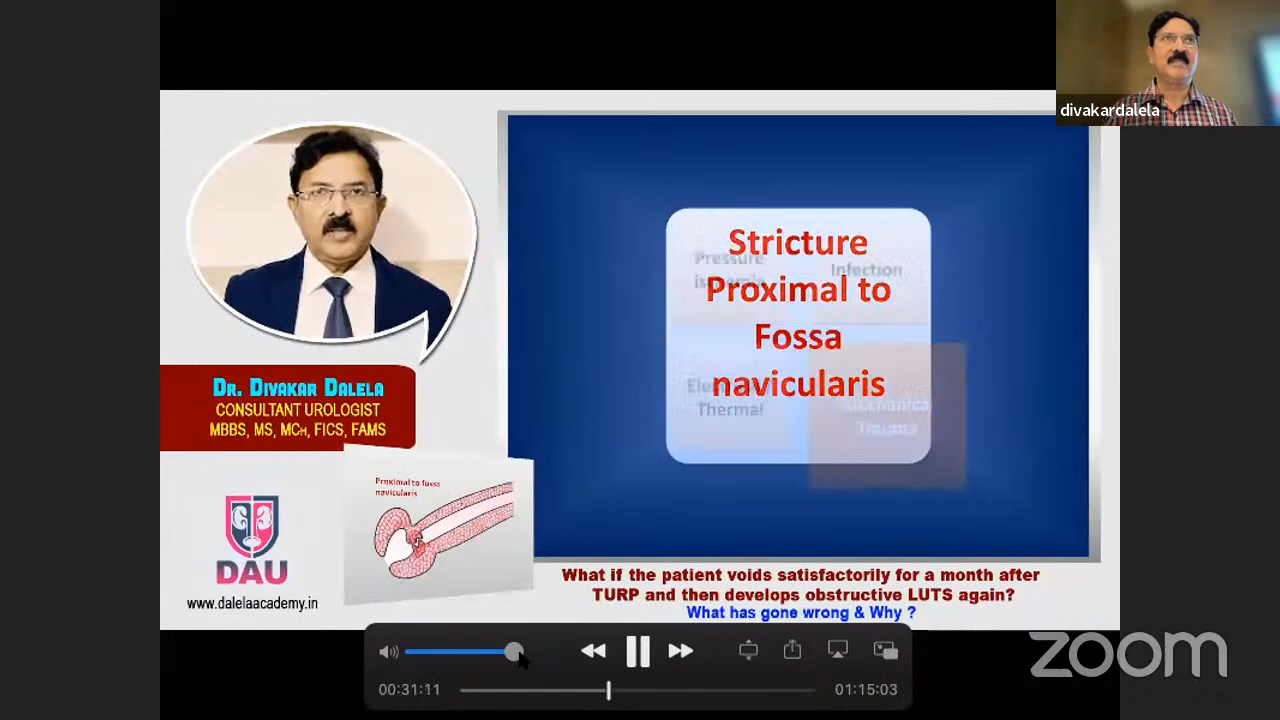 divakardalela
Stricture
Proximal to
Fossa
navicularis
Pressure
Infection
Thermal
Trauma
DR. DIVAKAR DALELA
CONSULTANT UROLOGIST
MBBS, MS, MCH, FICS, FAMS
Proximal to fossa
navicularis
DAU
www.dalelaacademy.in
What if the patient voids satisfactorily for a month after
TURP and then develops obstructive LUTS again?
What has gone wrong & Why ?
00:31:11
01:15:03
zoom